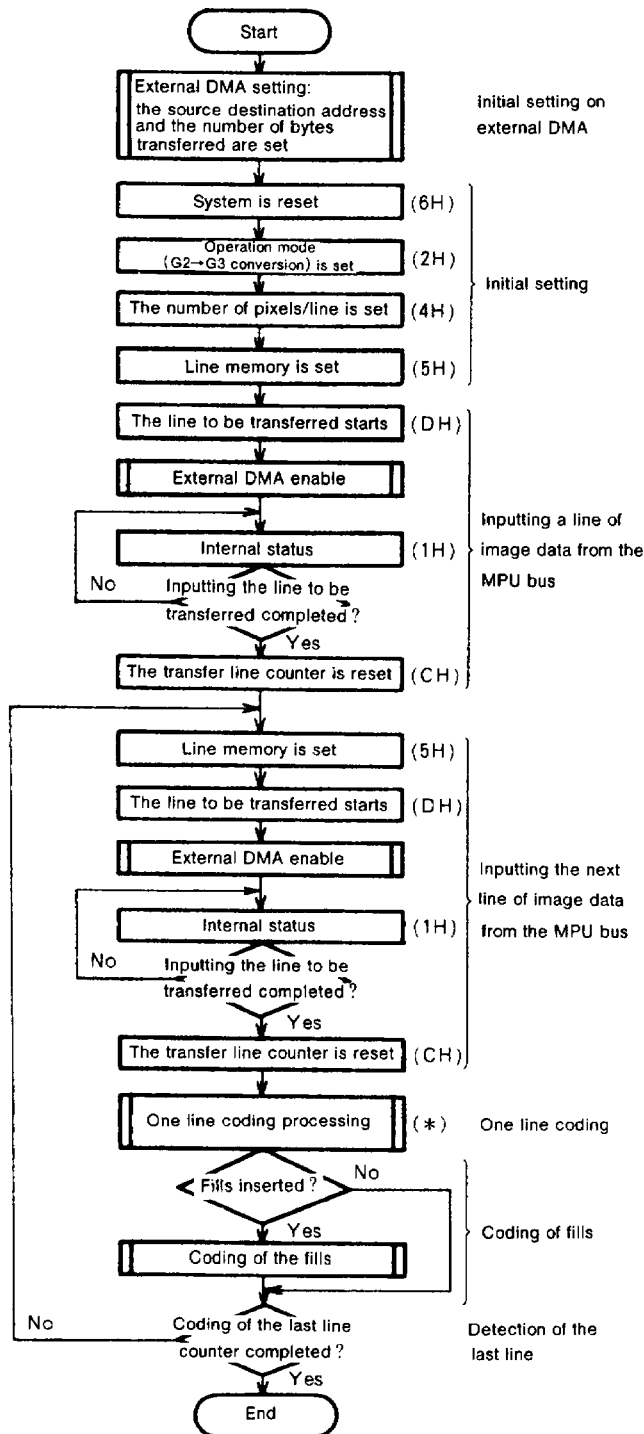 Start
External DMA setting:
the source destination address
and the number of bytes
transferred are set
Initial setting on
external DMA
System is reset
(6H)
Operation mode
(G2→G3 conversion) is set
(2H)
Initial setting
The number of pixels/line is set
(4H)
Line memory is set
(5H)
The line to be transferred starts
(DH)
External DMA enable
Inputting a line of
image data from the
MPU bus
Internal status
(1H)
No
Inputting the line to be
transferred completed?
Yes
The transfer line counter is reset
(CH)
Line memory is set
(5H)
The line to be transferred starts
(DH)
External DMA enable
Inputting the next
line of image data
from the MPU bus
Internal status
(1H)
No
Inputting the line to be
transferred completed?
Yes
The transfer line counter is reset
(CH)
One line coding processing
(*)
One line coding
Fills inserted?
No
Yes
Coding of fills
Coding of the fills
No
Coding of the last line
counter completed?
Detection of the
last line
Yes
End